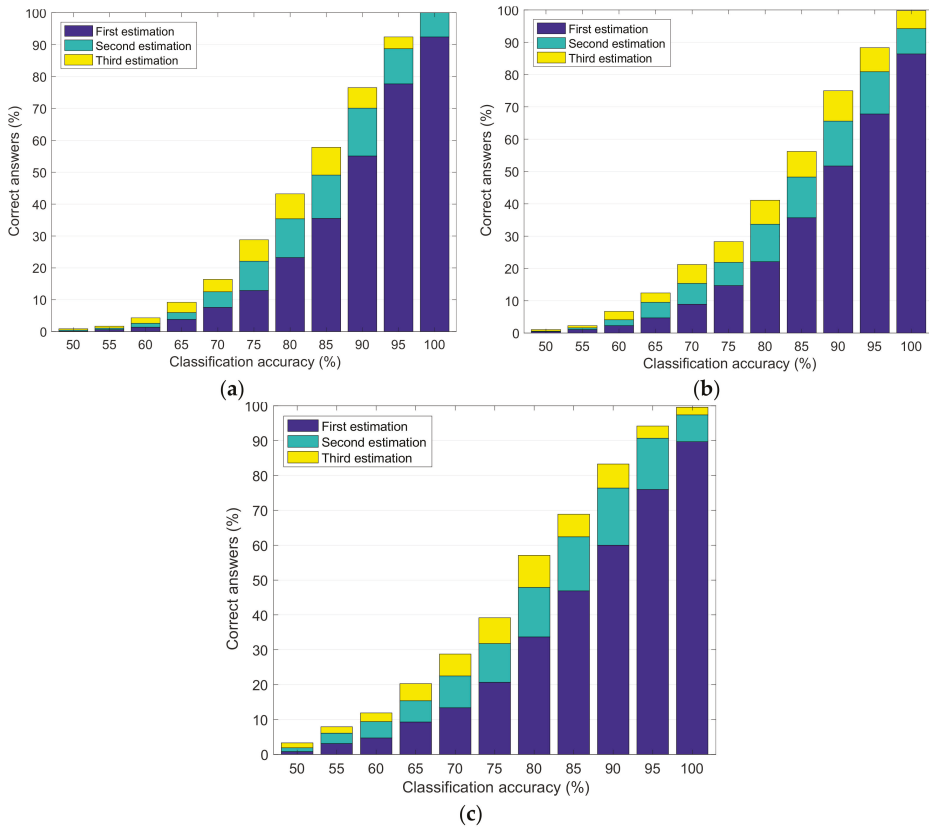 100
90
80
70
60
50
40
30
20
10
0
Correct answers (%)
First estimation
Second estimation
Third estimation
50 55 60 65 70 75 80 85 90 95 100
Classification accuracy (%)
(a)
100
90
80
70
60
50
40
30
20
10
0
Correct answers (%)
First estimation
Second estimation
Third estimation
50 55 60 65 70 75 80 85 90 95 100
Classification accuracy (%)
(b)
100
90
80
70
60
50
40
30
20
10
0
Correct answers (%)
First estimation
Second estimation
Third estimation
50 55 60 65 70 75 80 85 90 95 100
Classification accuracy (%)
(c)